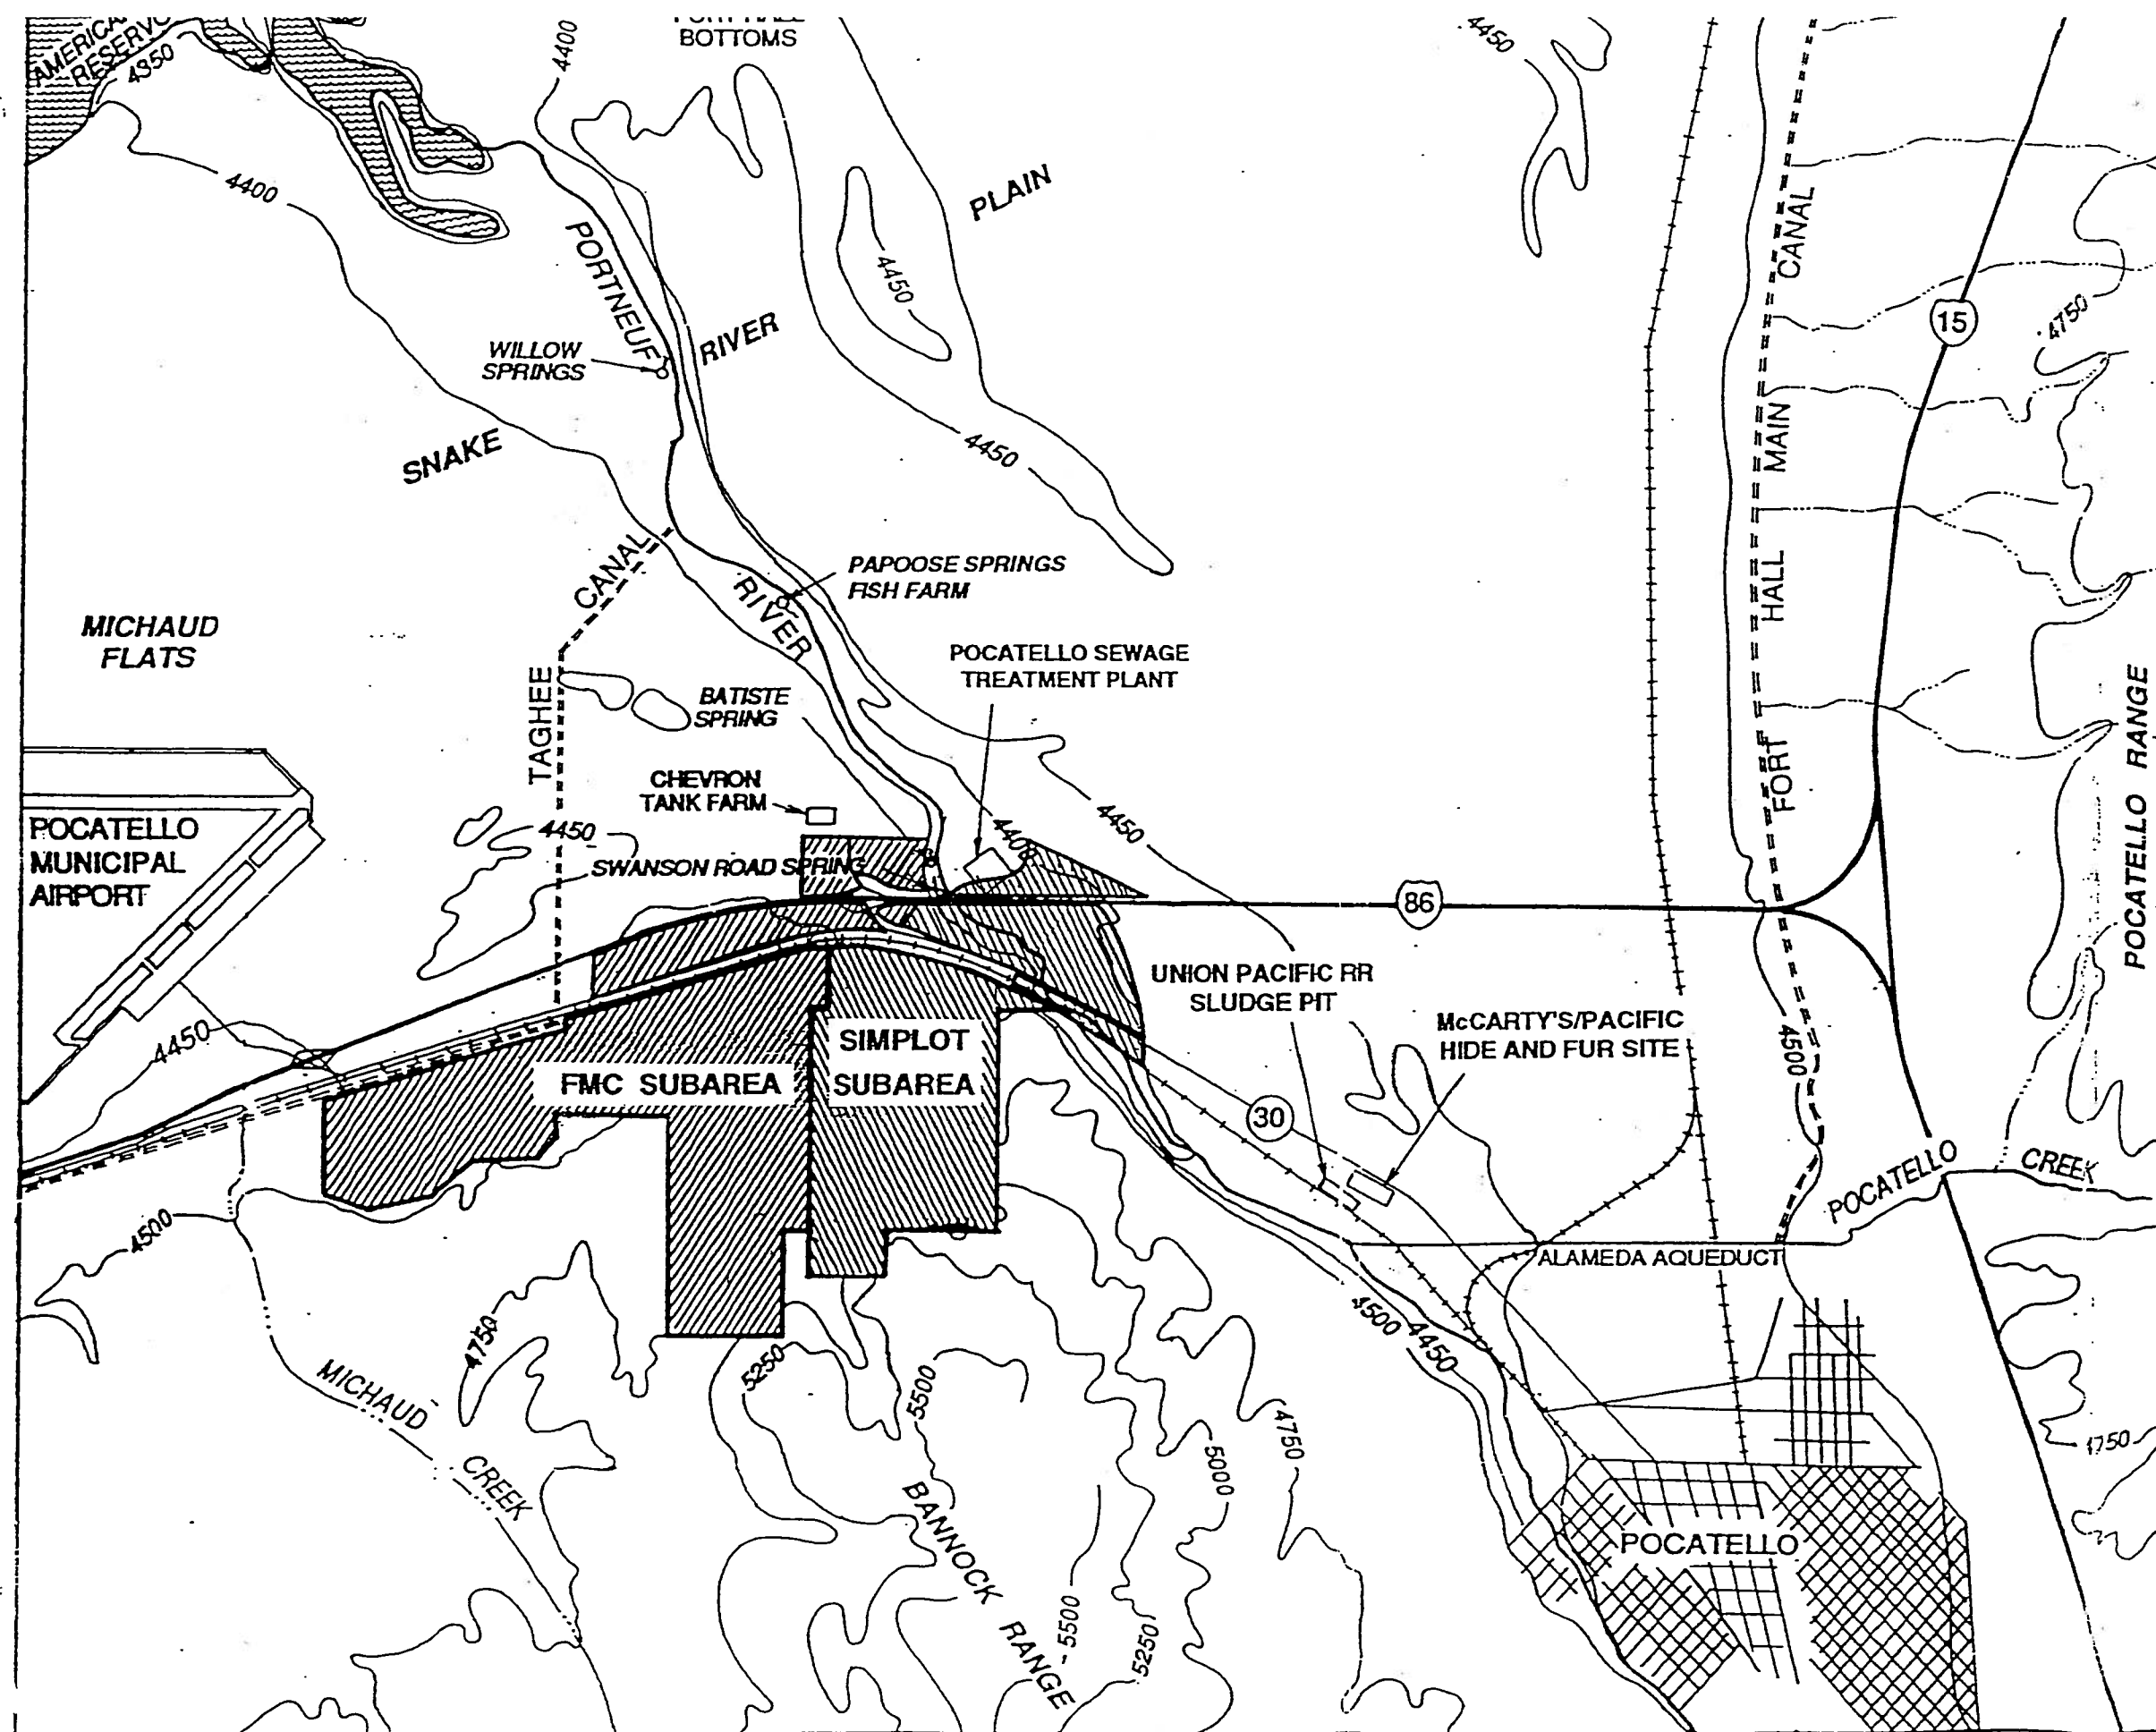 AMERICAN
RESERVO
4350
4400
BOTTOMS
4450
4400
PLAIN
CANAL
PORTNEUF
4450
RIVER
15
4750
WILLOW
SPRINGS
SNAKE
4450
MAIN
CANAL
PAPOOSE SPRINGS
FISH FARM
RIVER
HALL
MICHAUD
FLATS
POCATELLO SEWAGE
TREATMENT PLANT
TAGHEE
BATISTE
SPRING
FORT
POCATELLO RANGE
CHEVRON
TANK FARM
4450
4450
4400
POCATELLO
MUNICIPAL
AIRPORT
SWANSON ROAD SPRING
86
UNION PACIFIC RR
SLUDGE PIT
McCARTY'S/PACIFIC
HIDE AND FUR SITE
4450
4500
SIMPLOT
SUBAREA
FMC SUBAREA
30
POCATELLO CREEK
4500
ALAMEDA AQUEDUCT
4750
4500
4450
5250
5500
MICHAUD
CREEK
4750
5000
1750
BANNOCK RANGE
POCATELLO
5500
5250